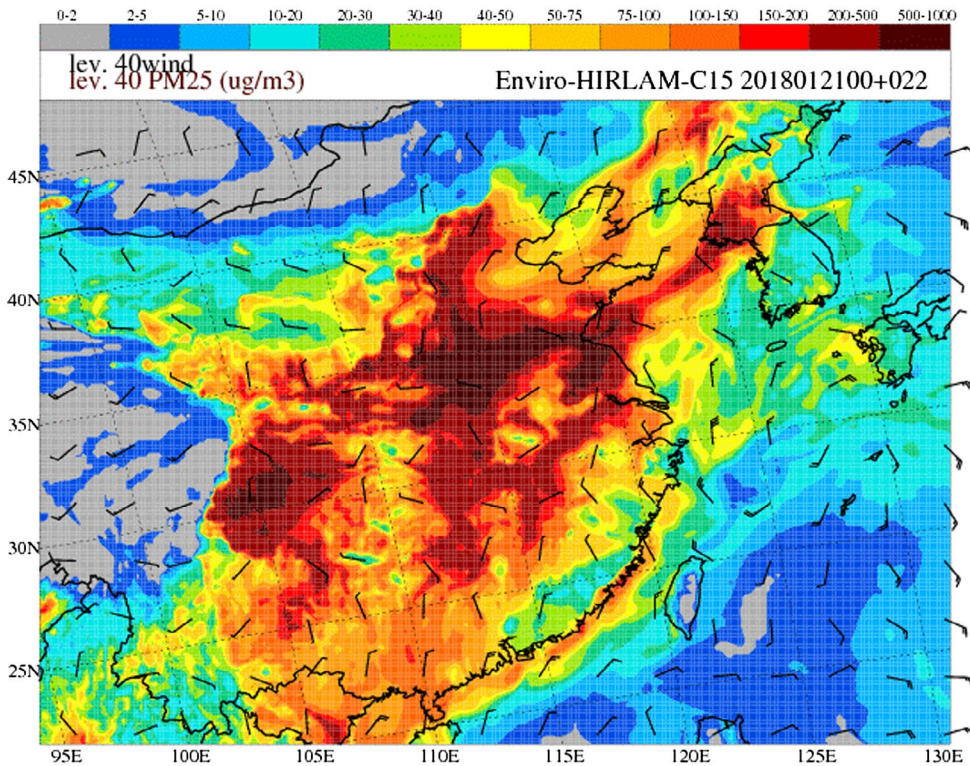 0-2 2-5 5-10 10-20 20-30 30-40 40-50 50-75 75-100 100-150 150-200 200-500 500-1000
lev. 40wind
lev. 40 PM25 (ug/m3) Enviro-HIRLAM-C15 2018012100+022
45N
40N
35N
30N
25N
95E 100E 105E 110E 115E 120E 125E 130E